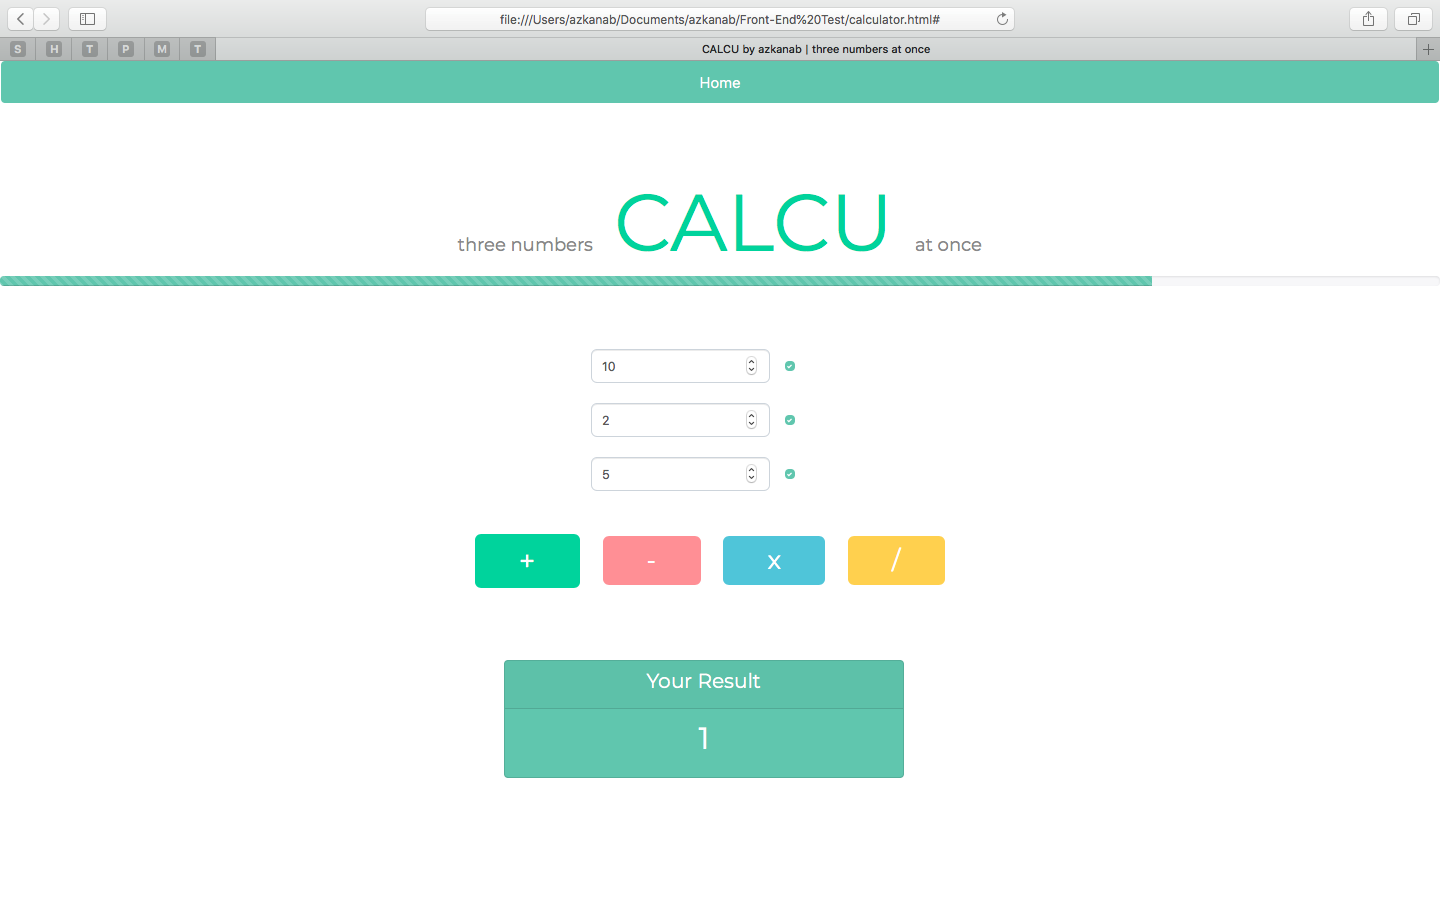 file:///Users/azkanab/Documents/azkanab/Front-End%20Test/calculator.html#
S H T P M T CALCU by azkanab | three numbers at once
Home
three numbers CALCU at once
10
2
5
+ - x /
Your Result
1